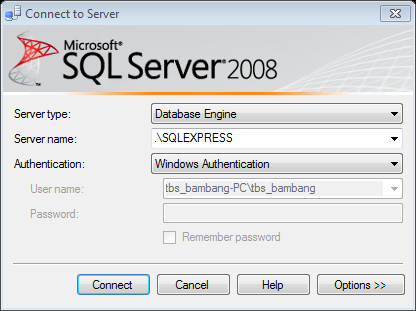 Connect to Server
Microsoft®
SQL Server® 2008
Server type: Database Engine
Server name: .\SQLEXPRESS
Authentication: Windows Authentication
User name: tbs_bambang-PC\tbs_bambang
Password:
Remember password
Connect Cancel Help Options >>